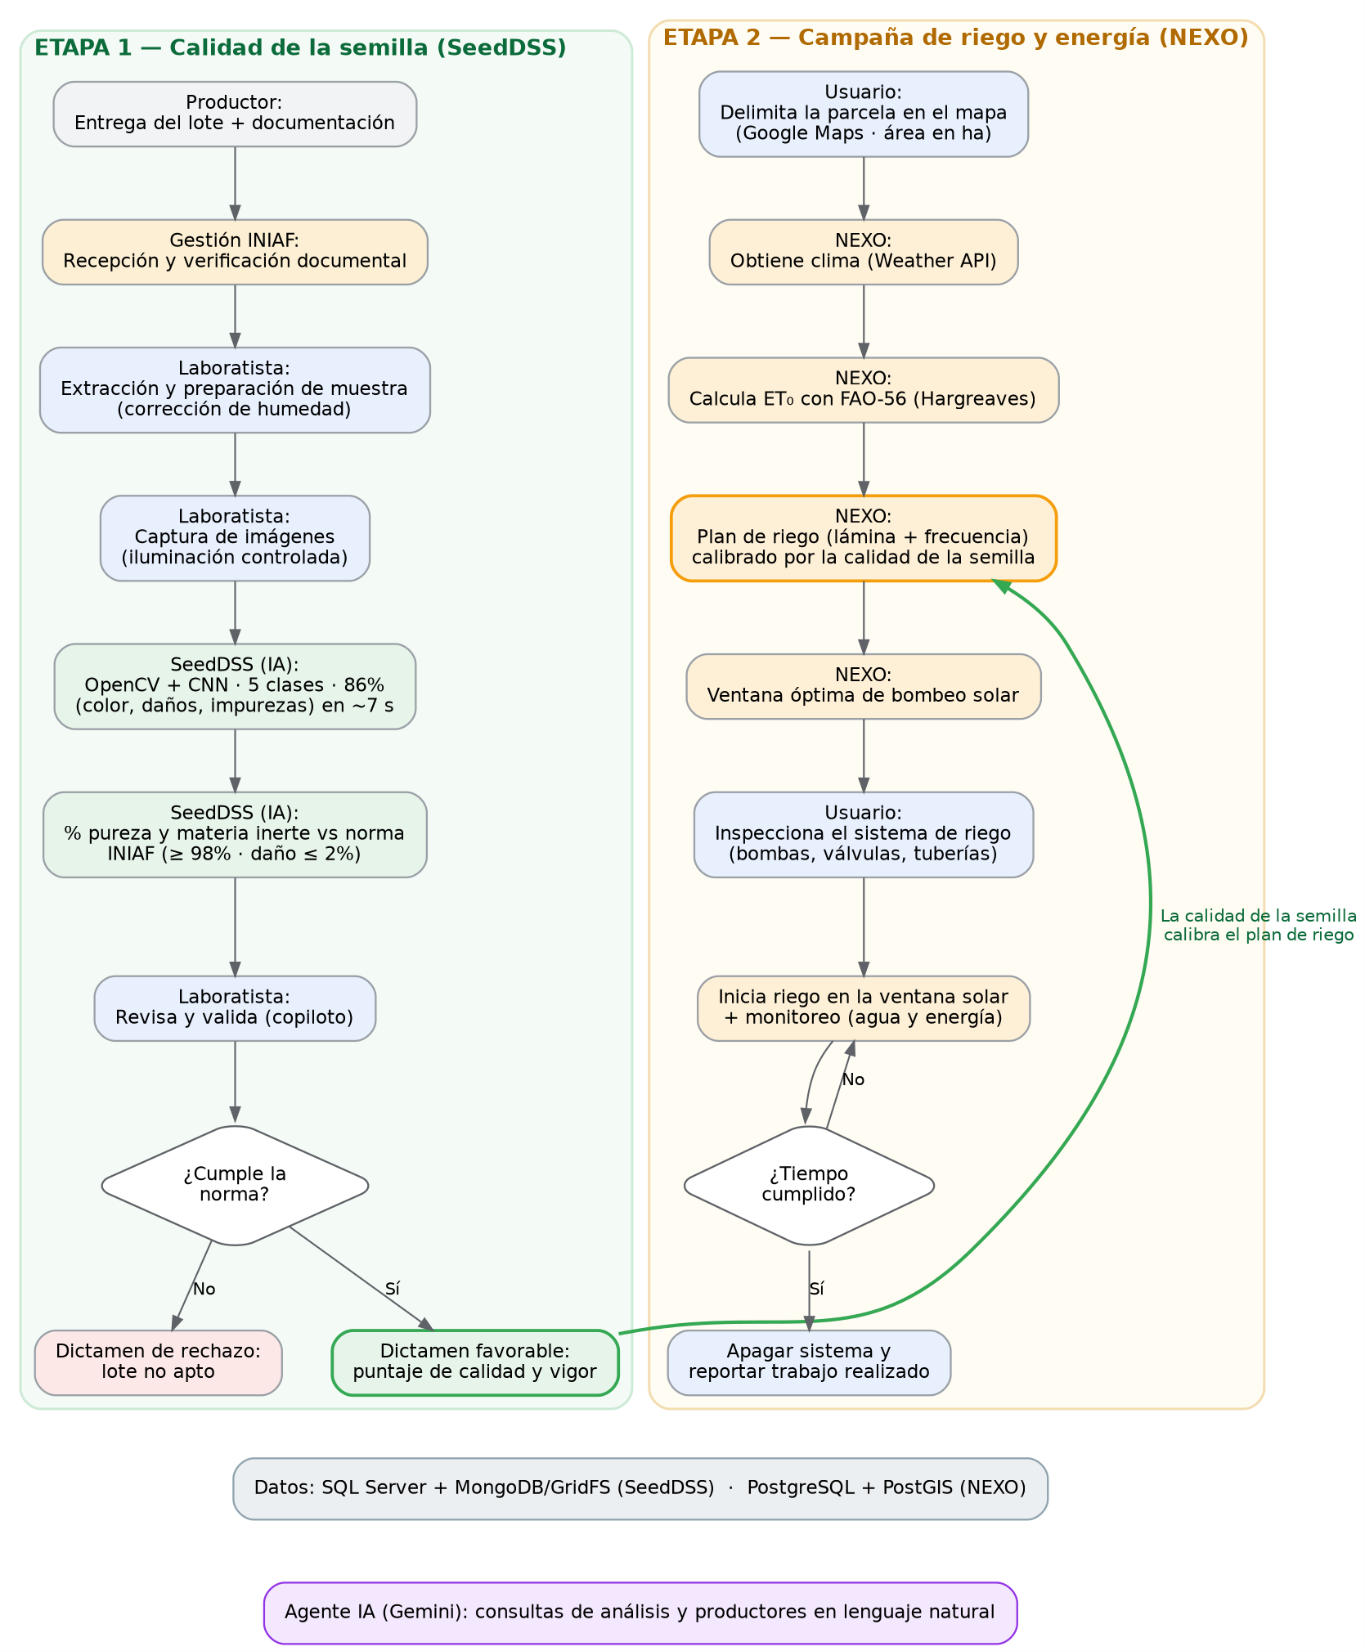 ETAPA 1 — Calidad de la semilla (SeedDSS)
Productor:
Entrega del lote + documentación
Gestión INIAF:
Recepción y verificación documental
Laboratista:
Extracción y preparación de muestra
(corrección de humedad)
Laboratista:
Captura de imágenes
(iluminación controlada)
SeedDSS (IA):
OpenCV + CNN · 5 clases · 86%
(color, daños, impurezas) en ~7 s
SeedDSS (IA):
% pureza y materia inerte vs norma
INIAF (≥ 98% · daño ≤ 2%)
Laboratista:
Revisa y valida (copiloto)
¿Cumple la
norma?
No
Sí
Dictamen de rechazo:
lote no apto
Dictamen favorable:
puntaje de calidad y vigor
ETAPA 2 — Campaña de riego y energía (NEXO)
Usuario:
Delimita la parcela en el mapa
(Google Maps · área en ha)
NEXO:
Obtiene clima (Weather API)
NEXO:
Calcula ET₀ con FAO-56 (Hargreaves)
NEXO:
Plan de riego (lámina + frecuencia)
calibrado por la calidad de la semilla
NEXO:
Ventana óptima de bombeo solar
Usuario:
Inspecciona el sistema de riego
(bombas, válvulas, tuberías)
La calidad de la semilla
calibra el plan de riego
Inicia riego en la ventana solar
+ monitoreo (agua y energía)
No
¿Tiempo
cumplido?
Sí
Apagar sistema y
reportar trabajo realizado
Datos: SQL Server + MongoDB/GridFS (SeedDSS) · PostgreSQL + PostGIS (NEXO)
Agente IA (Gemini): consultas de análisis y productores en lenguaje natural